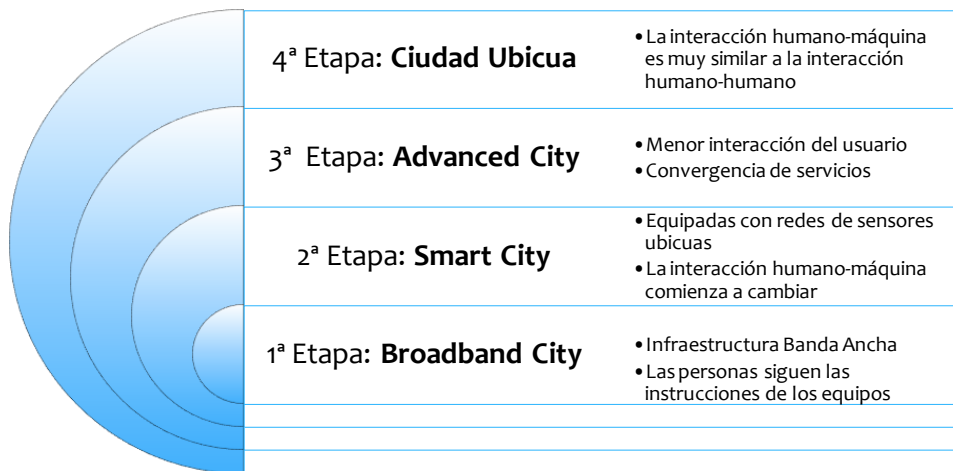 4ª Etapa: Ciudad Ubicua
•La interacción humano-máquina
es muy similar a la interacción
humano-humano
3ª Etapa: Advanced City
•Menor interacción del usuario
•Convergencia de servicios
2ª Etapa: Smart City
•Equipadas con redes de sensores
ubicuas
•La interacción humano-máquina
comienza a cambiar
1ª Etapa: Broadband City
•Infraestructura Banda Ancha
•Las personas siguen las
instrucciones de los equipos